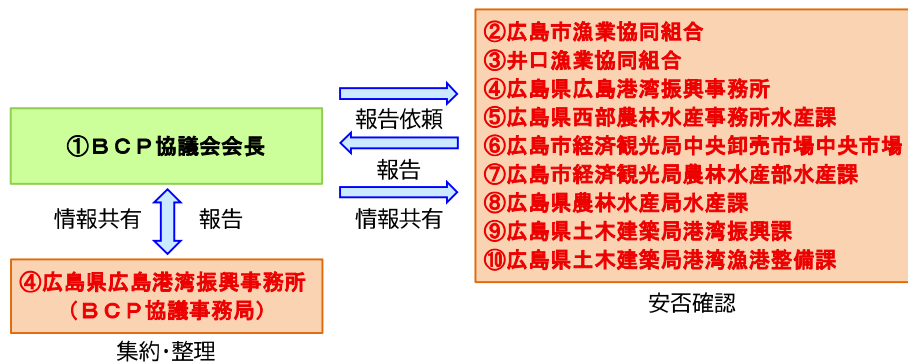 ①ＢＣＰ協議会会長
情報共有
報告
④広島県広島港湾振興事務所
（ＢＣＰ協議事務局）
集約･整理
報告依頼
報告
情報共有
②広島市漁業協同組合
③井口漁業協同組合
④広島県広島港湾振興事務所
⑤広島県西部農林水産事務所水産課
⑥広島市経済観光局中央卸売市場中央市場
⑦広島市経済観光局農林水産部水産課
⑧広島県農林水産局水産課
⑨広島県土木建築局港湾振興課
⑩広島県土木建築局港湾漁港整備課
安否確認